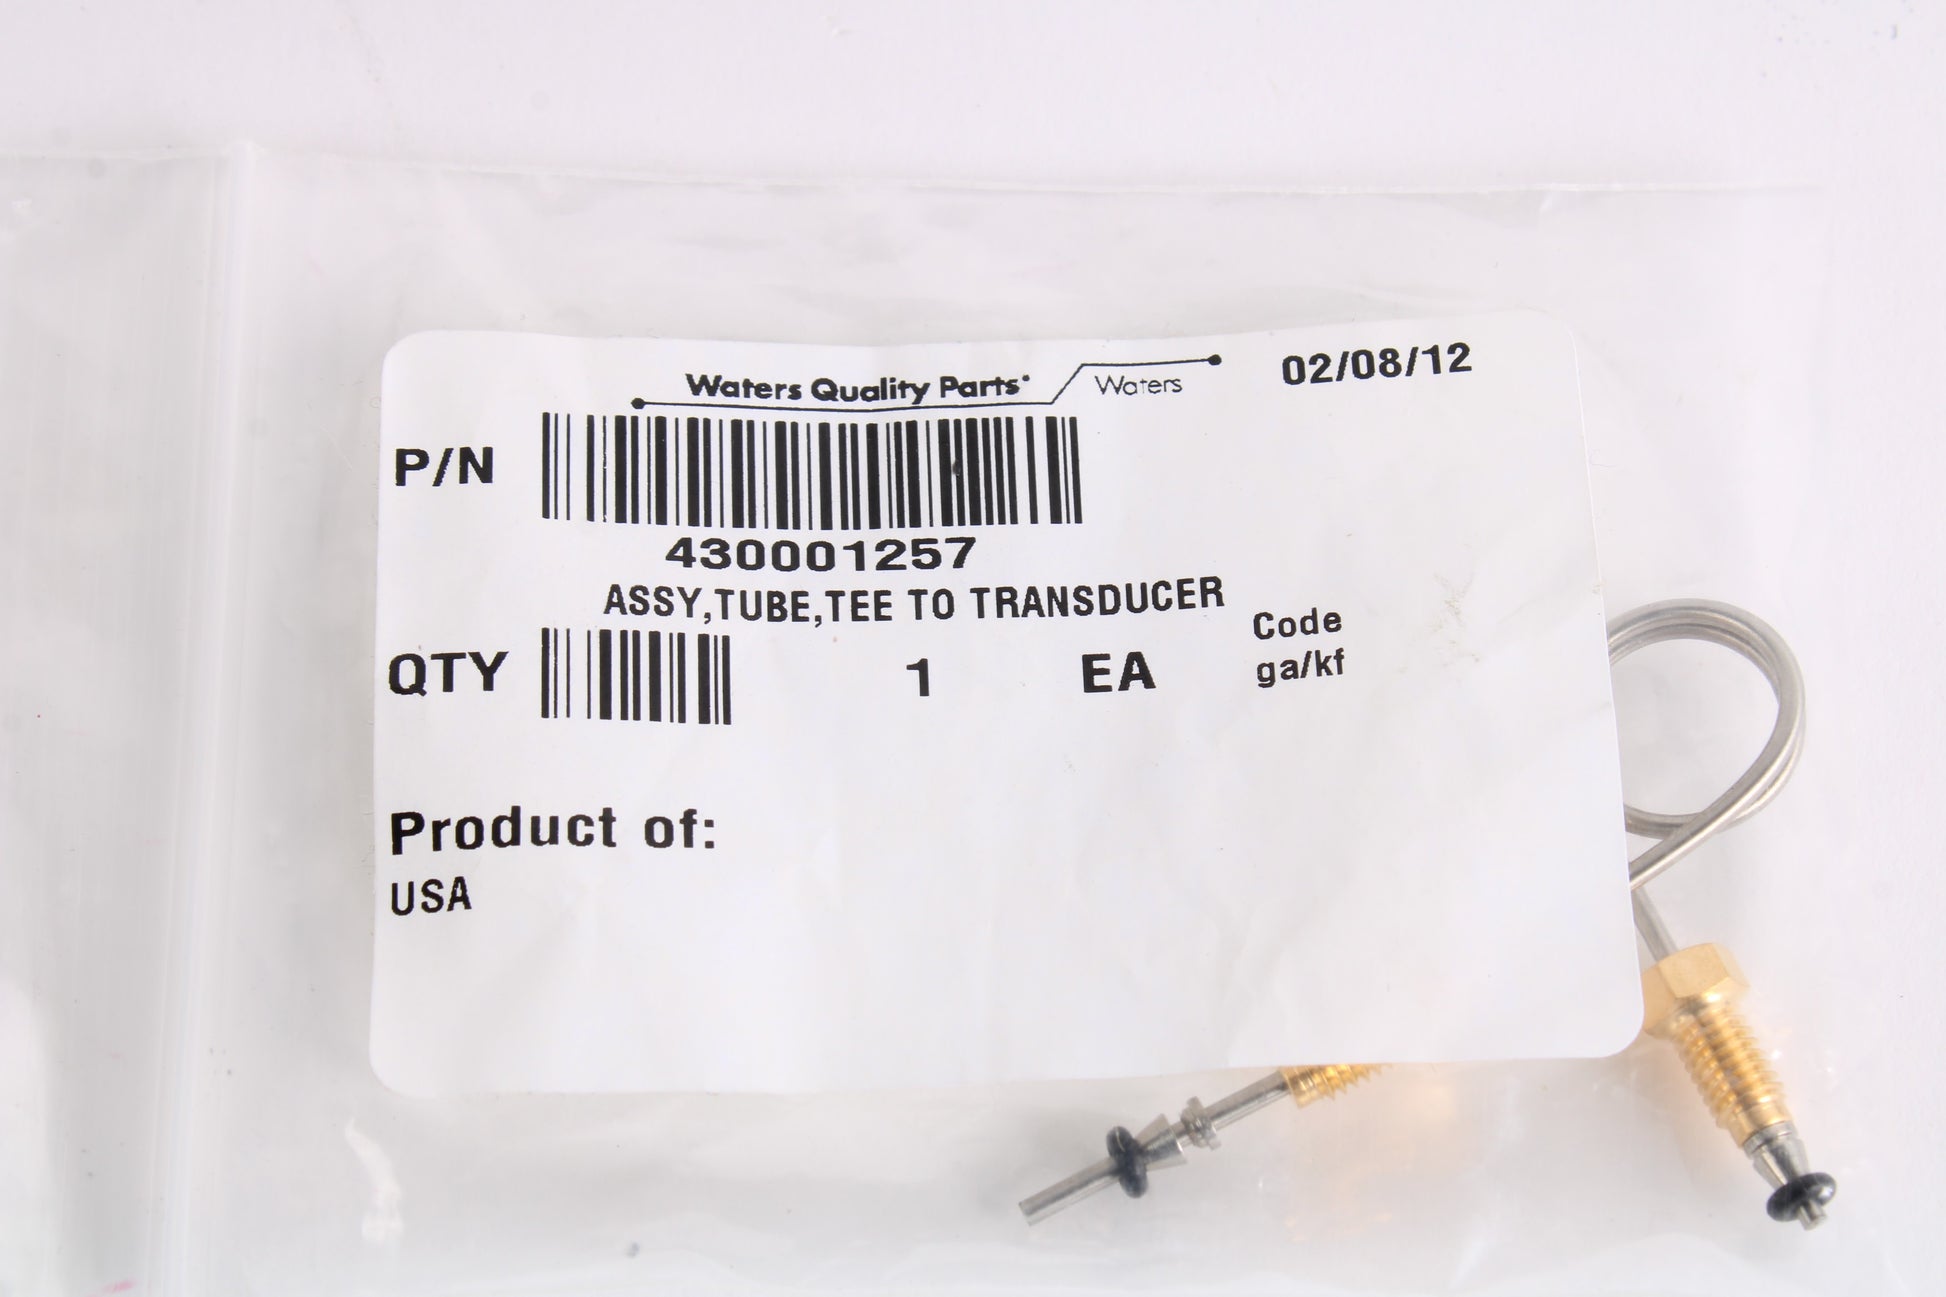 Waters Quality Parts
Waters
02/08/12
P/N
430001257
ASSY,TUBE,TEE TO TRANSDUCER
QTY
1 EA
Code
ga/kf
Product of:
USA